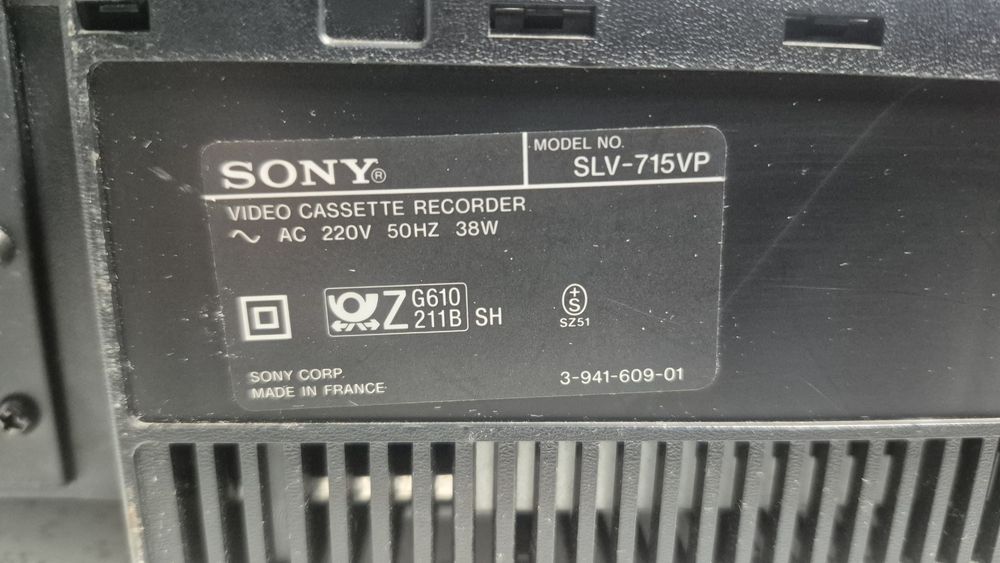 SONY®
MODEL NO.
SLV-715VP
VIDEO CASSETTE RECORDER
~ AC 220V 50HZ 38W
Z G610
211B SH
+
S
SZ51
SONY CORP.
MADE IN FRANCE
3-941-609-01